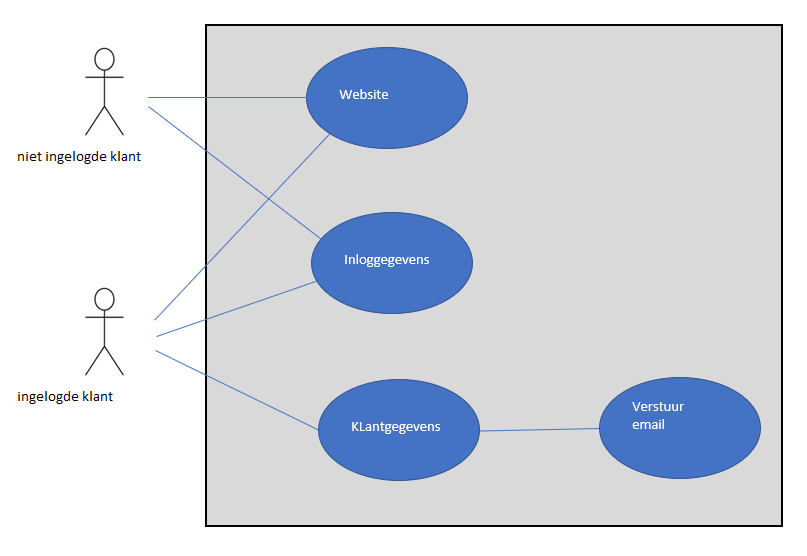 Website
niet ingelogde klant
Inloggegevens
ingelogde klant
KLantgegevens
Verstuur
email